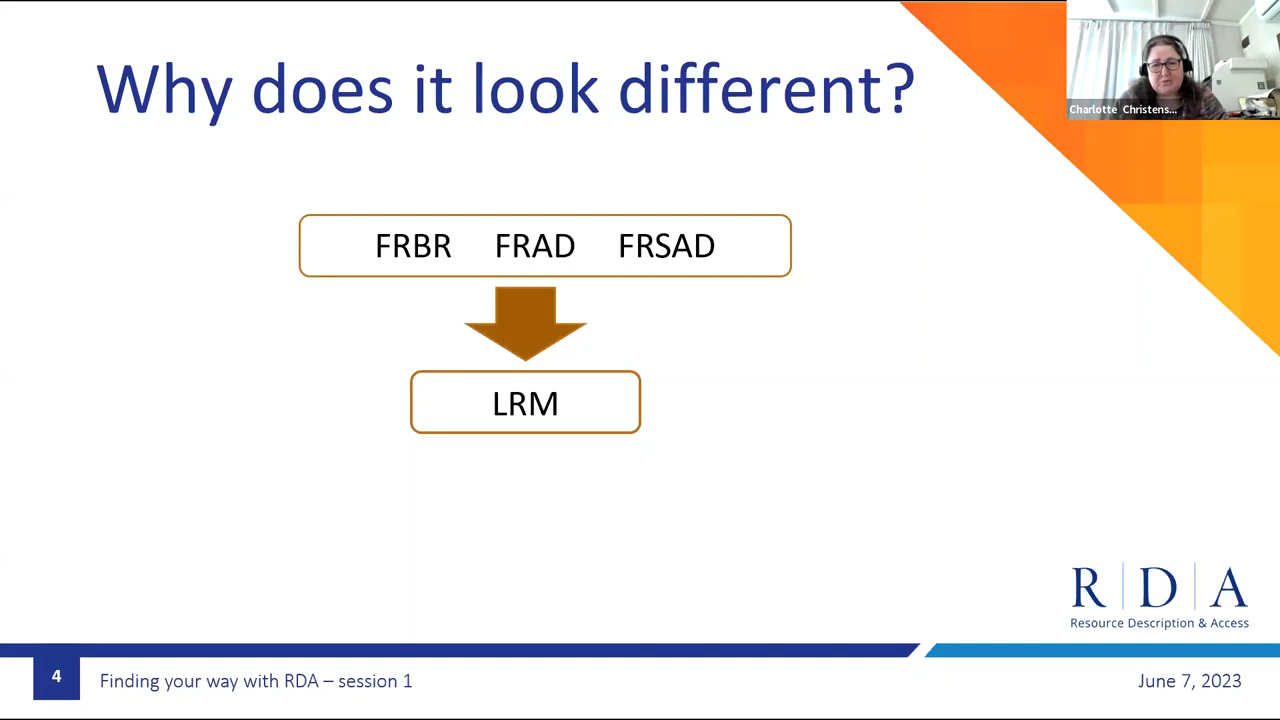 Why does it look different?
Charlotte Christens...
FRBR FRAD FRSAD
LRM
R D A
Resource Description & Access
4
Finding your way with RDA – session 1
June 7, 2023